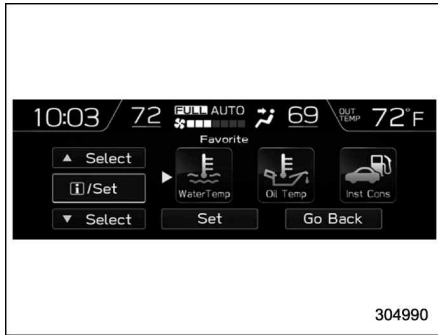 10:03 72 FULL AUTO 69 OUT TEMP 72°F
Favorite
▲ Select
i/Set
▼ Select
WaterTemp Oil Temp Inst Cons
Set Go Back
304990